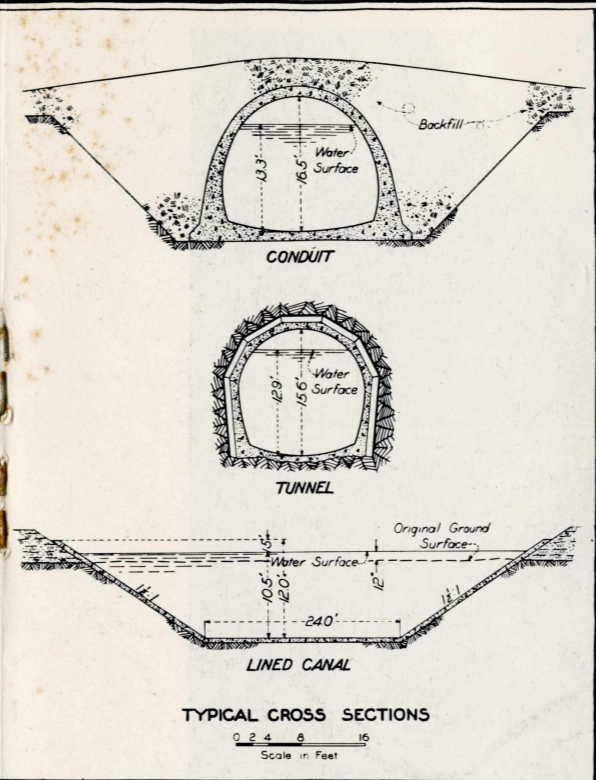 Backfill
Water
Surface
13.3'
16.5'
CONDUIT
Water
Surface
12.9'
15.6'
TUNNEL
Original Ground
Surface
1.5'
Water Surface
10.5'
12.0'
12"
1½:1
1½:1
24.0'
LINED CANAL
TYPICAL CROSS SECTIONS
0 2 4 8 16
Scale in Feet